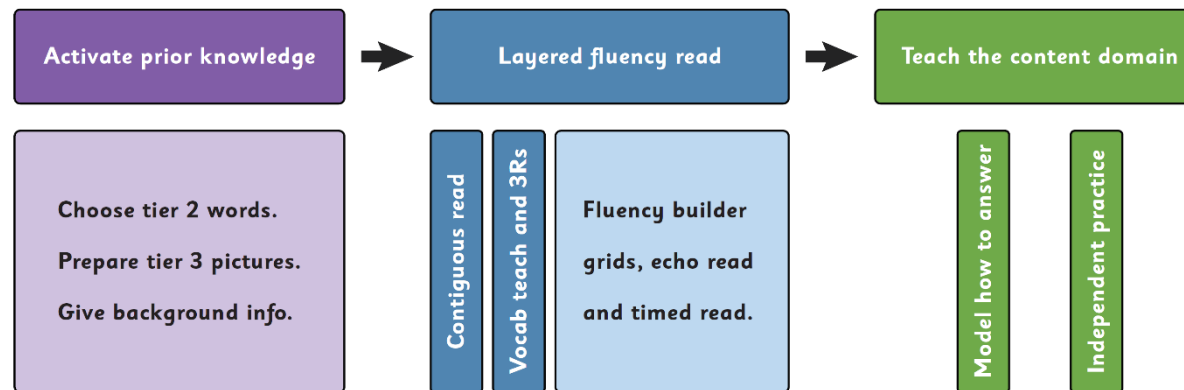 Activate prior knowledge
Layered fluency read
Teach the content domain
Choose tier 2 words.
Prepare tier 3 pictures.
Give background info.
Contiguous read
Vocab teach and 3Rs
Fluency builder
grids, echo read
and timed read.
Model how to answer
Independent practice